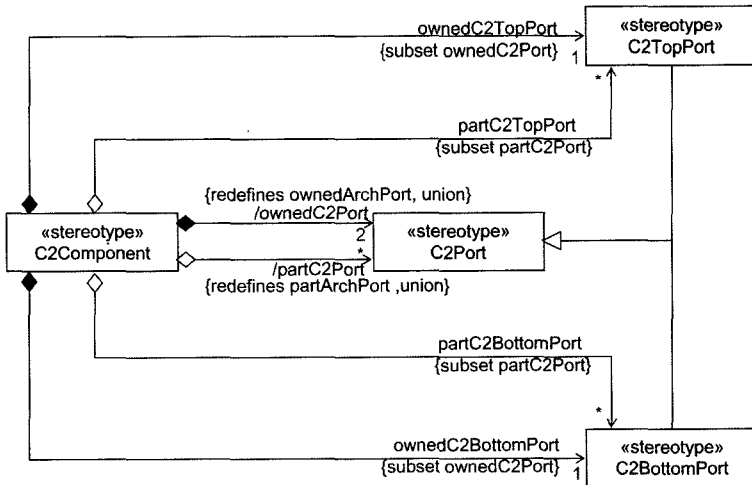 ownedC2TopPort
{subset ownedC2Port}
1
«stereotype»
C2TopPort
*
partC2TopPort
{subset partC2Port}
{redefines ownedArchPort, union}
/ownedC2Port
2
«stereotype»
C2Component
«stereotype»
C2Port
*
/partC2Port
{redefines partArchPort ,union}
partC2BottomPort
{subset partC2Port}
*
ownedC2BottomPort
{subset ownedC2Port}
1
«stereotype»
C2BottomPort